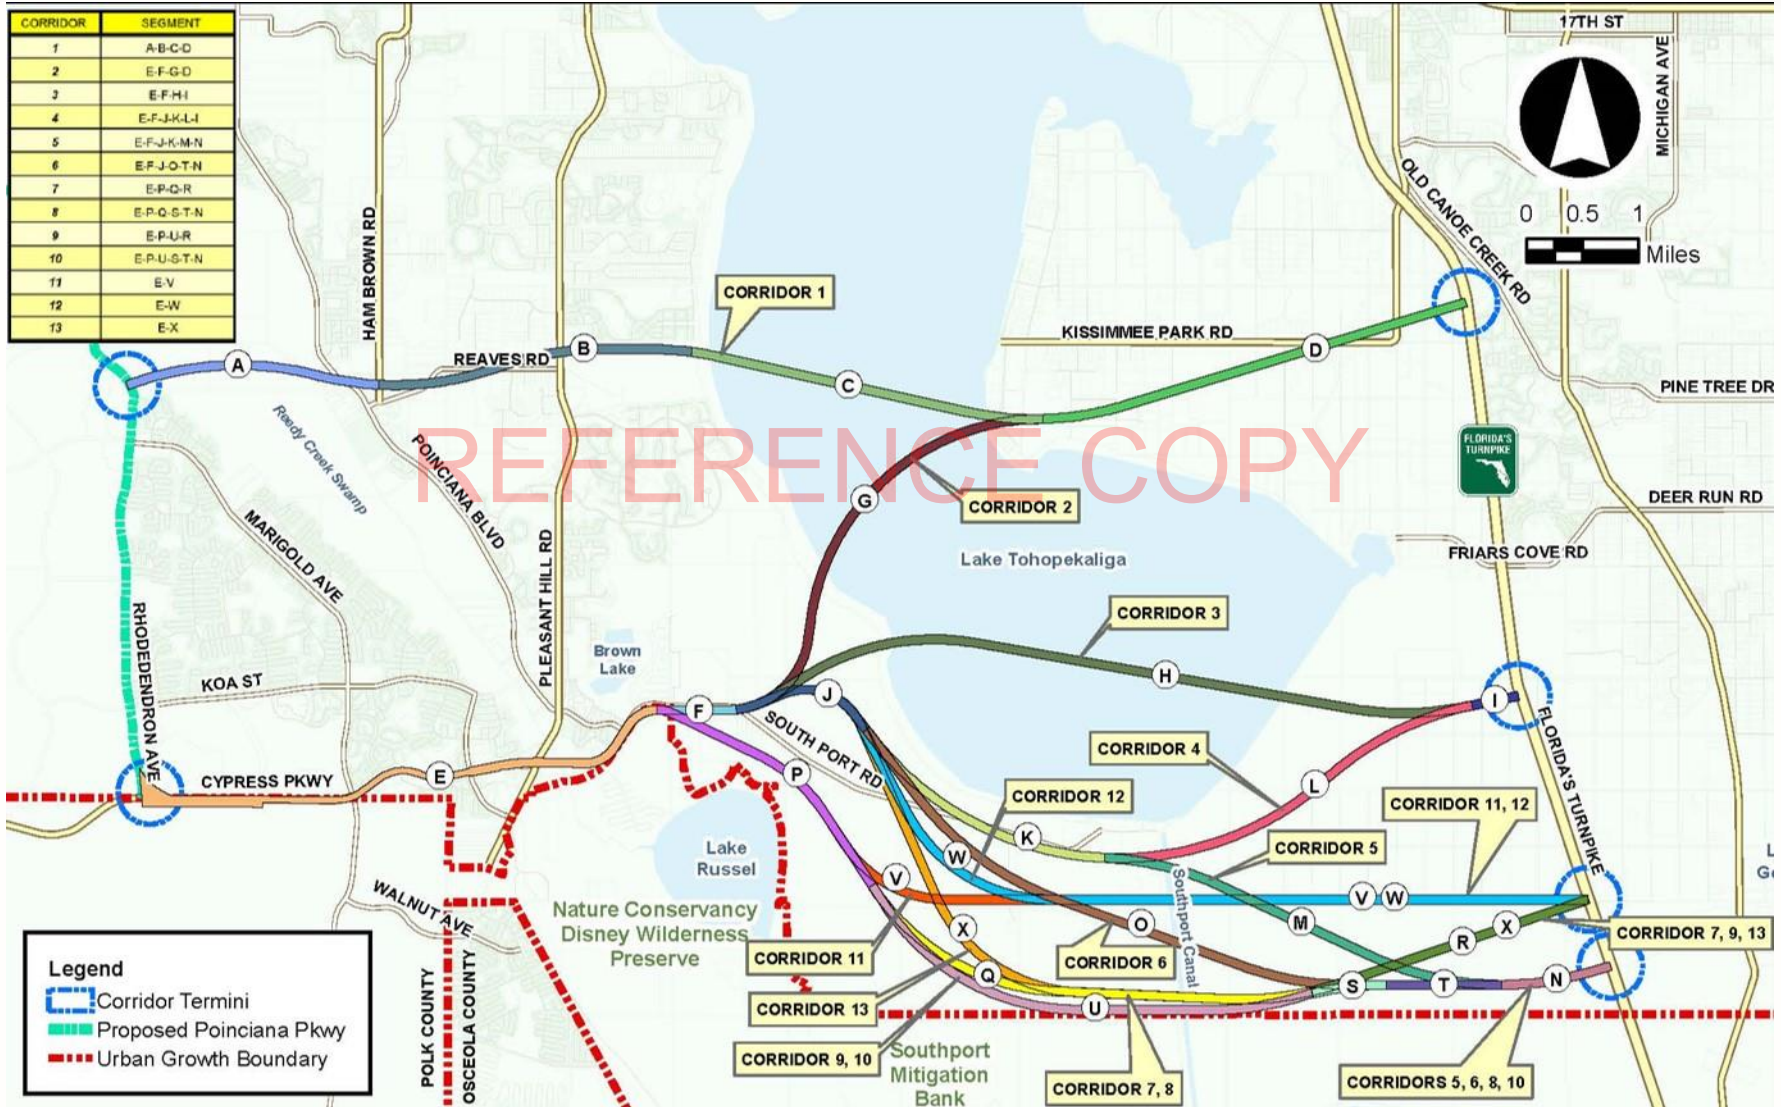 CORRIDOR SEGMENT
1 A-B-C-D
2 E-F-G-D
3 E-F-H-I
4 E-F-J-K-L-I
5 E-F-J-K-M-N
6 E-F-J-O-T-N
7 E-P-Q-R
8 E-P-Q-S-T-N
9 E-P-U-R
10 E-P-U-S-T-N
11 E-V
12 E-W
13 E-X
17TH ST
MICHIGAN AVE
OLD CANOE CREEK RD
0 0.5 1
Miles
HAM BROWN RD
CORRIDOR 1
KISSIMMEE PARK RD
D
B
REAVES RD
A
C
PINE TREE DR
Reedy Creek Swamp
POINCIANA BLVD
REFERENCE COPY
FLORIDA'S
TURNPIKE
G
CORRIDOR 2
DEER RUN RD
MARIGOLD AVE
PLEASANT HILL RD
Lake Tohopekaliga
FRIARS COVE RD
RHODEDENDRON AVE
CORRIDOR 3
Brown
Lake
KOA ST
H
F
J
I
SOUTH PORT RD
FLORIDA'S TURNPIKE
CORRIDOR 4
CYPRESS PKWY
E
P
L
CORRIDOR 12
CORRIDOR 11, 12
K
Lake
Russel
W
CORRIDOR 5
V
V W
WALNUT AVE
Southport Canal
Nature Conservancy
Disney Wilderness
Preserve
X
O
M
R
X
CORRIDOR 7, 9, 13
CORRIDOR 11
CORRIDOR 6
Q
S
T
N
Legend
Corridor Termini
Proposed Poinciana Pkwy
Urban Growth Boundary
CORRIDOR 13
U
POLK COUNTY
OSCEOLA COUNTY
CORRIDOR 9, 10
Southport
Mitigation
Bank
CORRIDOR 7, 8
CORRIDORS 5, 6, 8, 10